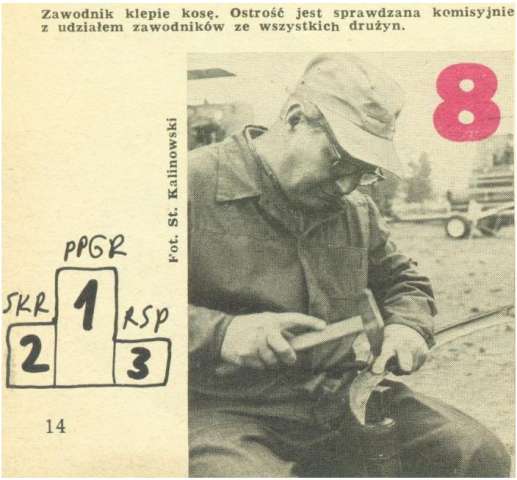 Zawodnik klepie kosę. Ostrość jest sprawdzana komisyjnie
z udziałem zawodników ze wszystkich drużyn.
8
Fot. St. Kalinowski
PPGR
SKR
1
RSP
2
3
14